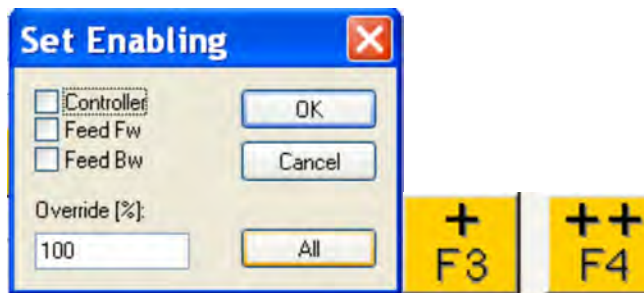 Set Enabling
Controller
Feed Fw
Feed Bw
OK
Cancel
Override [%]:
100
All
+
F3
++
F4